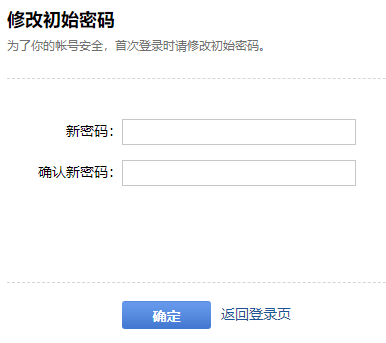 修改初始密码
为了你的帐号安全，首次登录时请修改初始密码。
新密码：
确认新密码：
确定 返回登录页